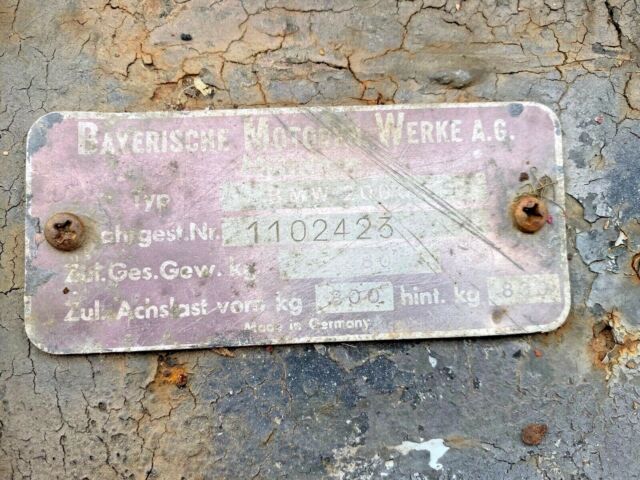 BAYERISCHE MOTOREN WERKE A.G.
Typ BMW
Fahrgest.Nr. 1102423
Zul.Ges.Gew. kg
Zul. Achslast vorn kg 800 hint. kg
Made in Germany